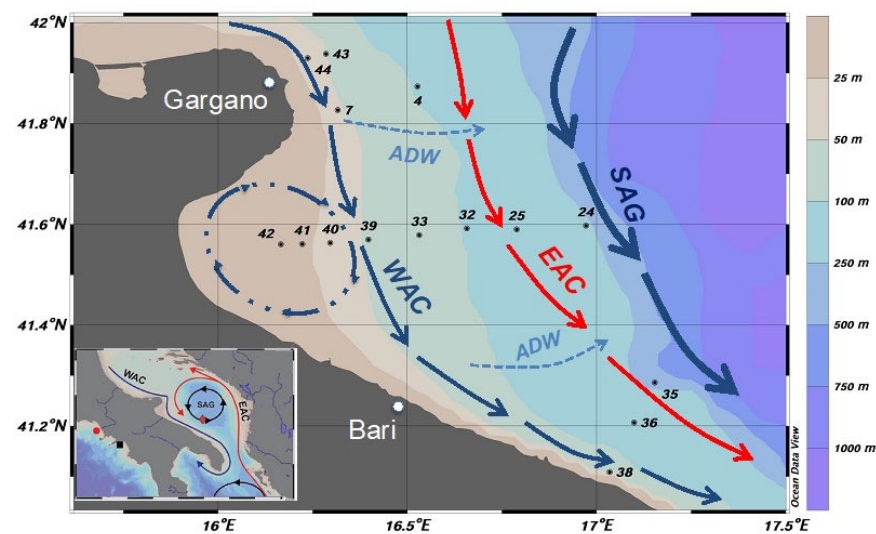 42°N
41.8°N
41.6°N
41.4°N
41.2°N
16°E
16.5°E
17°E
17.5°E
Gargano
43
44
7
4
ADW
SAG
42
41
40
39
33
32
25
24
WAC
EAC
ADW
Bari
35
36
38
WAC
SAG
EAC
25 m
50 m
100 m
250 m
500 m
750 m
1000 m
Ocean Data View